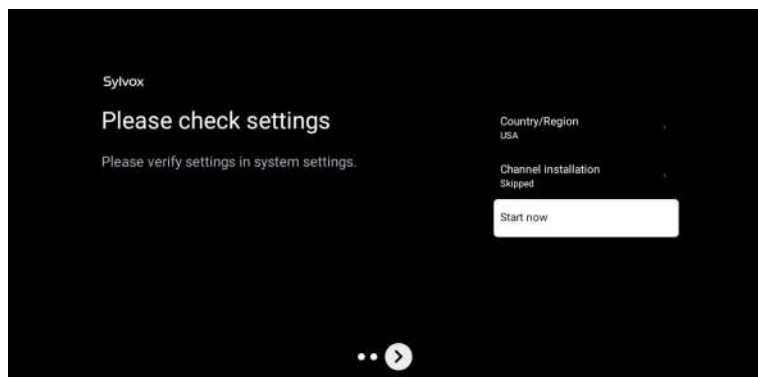 Sylvox
Please check settings
Please verify settings in system settings.
Country/Region
USA
Channel installation
Skipped
Start now